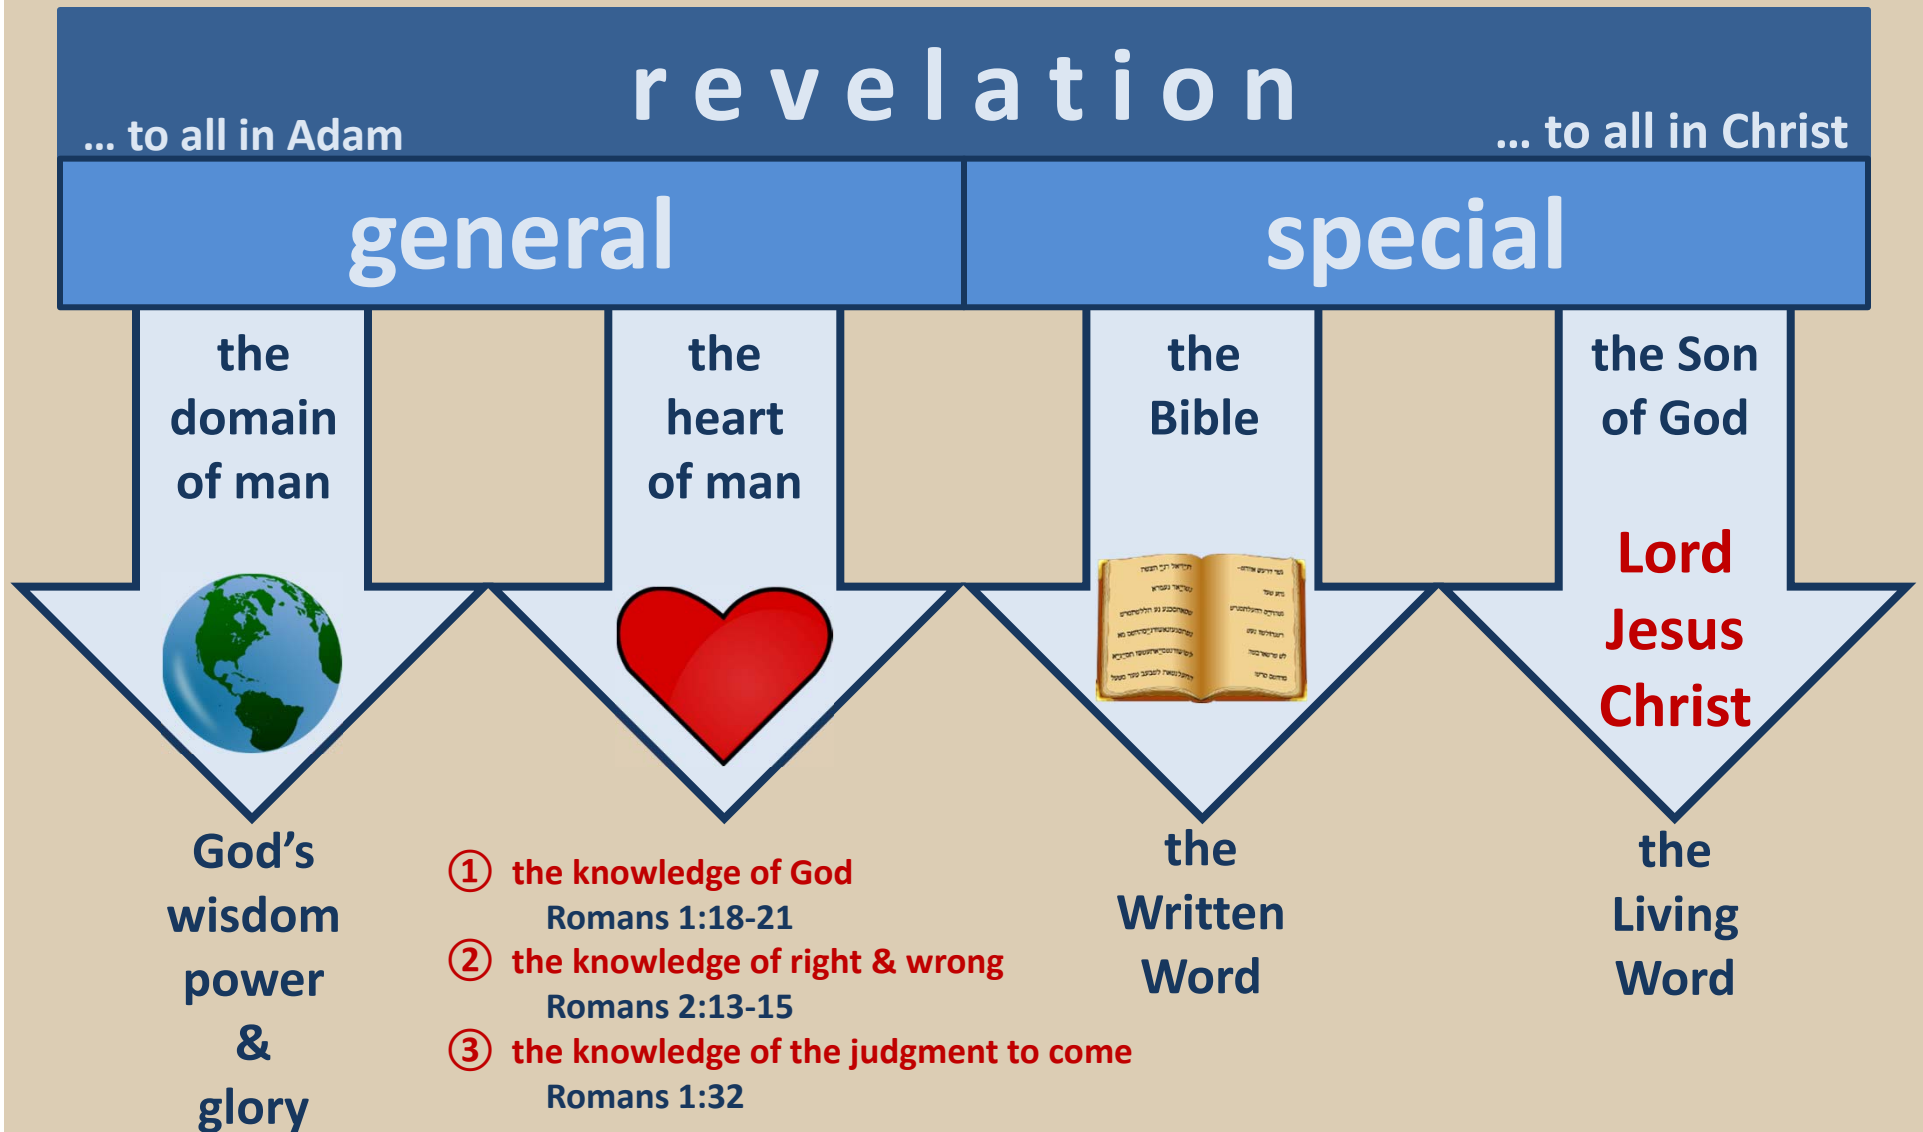 revelation
... to all in Adam
... to all in Christ
general
special
the
domain
of man
the
heart
of man
the
Bible
the Son
of God
Lord
Jesus
Christ
God's
wisdom
power
&
glory
① the knowledge of God
Romans 1:18-21
② the knowledge of right & wrong
Romans 2:13-15
③ the knowledge of the judgment to come
Romans 1:32
the
Written
Word
the
Living
Word